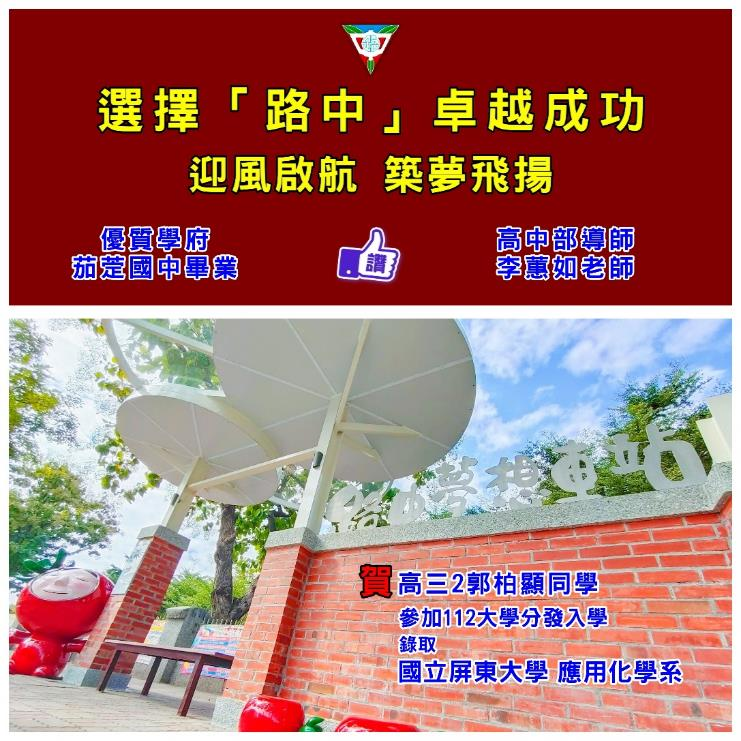 選擇「路中」卓越成功
迎風啟航 築夢飛揚
優質學府
茄萣國中畢業
讚
高中部導師
李蕙如老師
路中夢想車站
賀 高三2郭柏顯同學
參加112大學分發入學
錄取
國立屏東大學 應用化學系